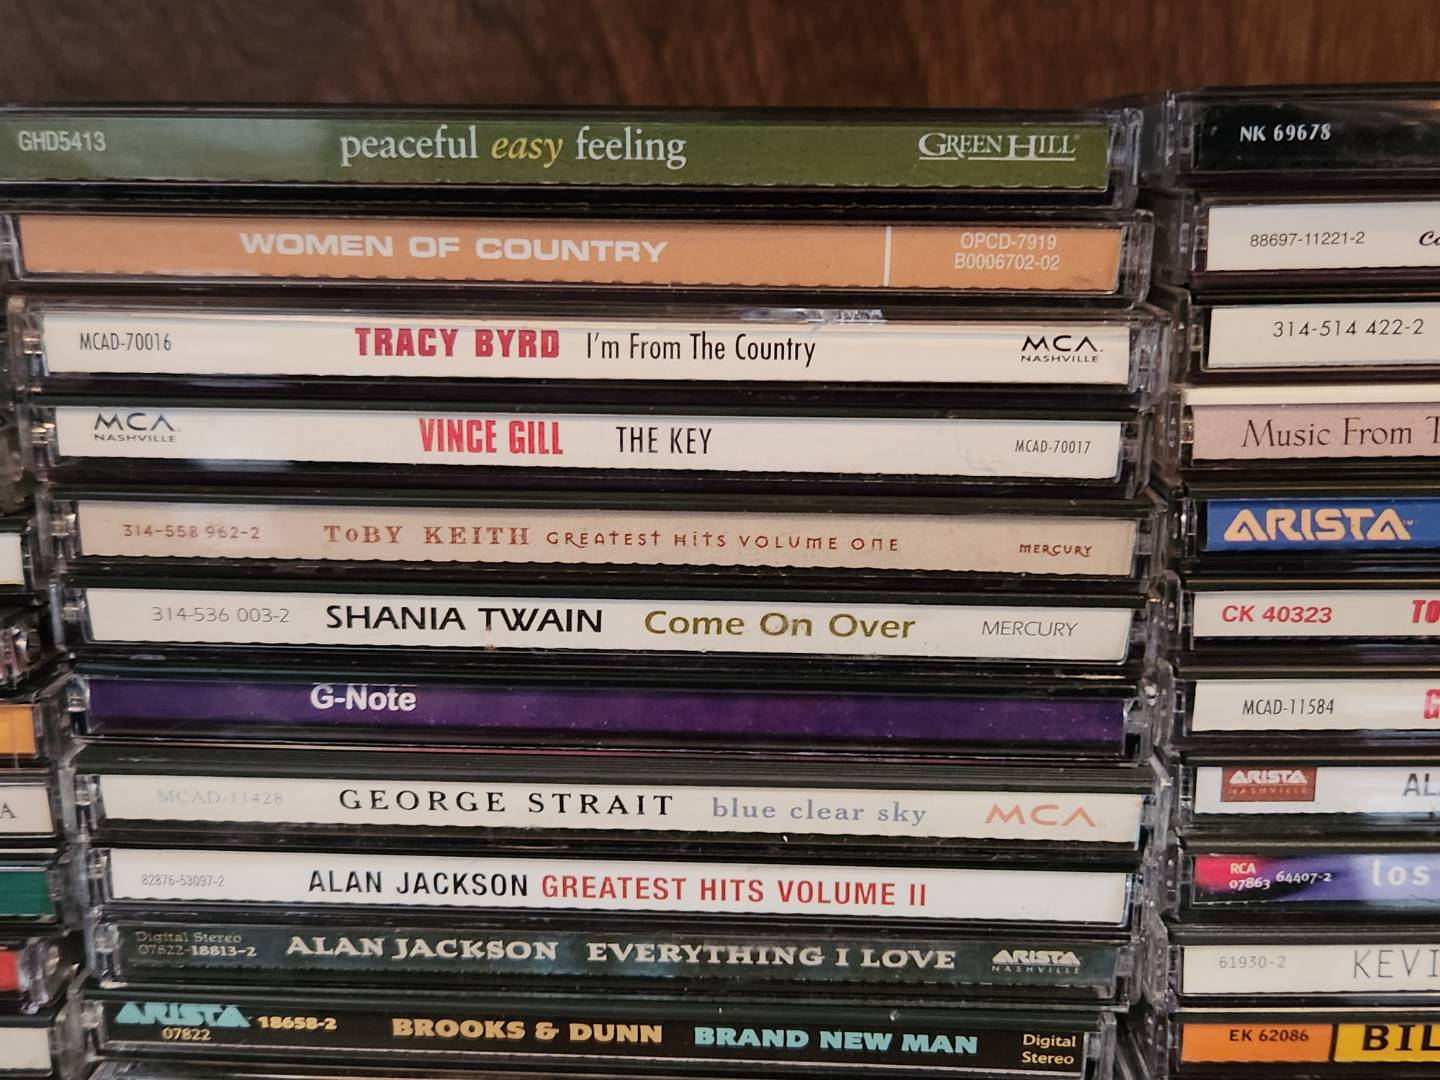 GHD5413 peaceful easy feeling GREEN HILL
WOMEN OF COUNTRY OPCD-7919
B0006702-02
MCAD-70016 TRACY BYRD I'm From The Country MCA
NASHVILLE
MCA
NASHVILLE VINCE GILL THE KEY MCAD-70017
314-558 962-2 TOBY KEITH GREATEST HITS VOLUME ONE MERCURY
314-536 003-2 SHANIA TWAIN Come On Over MERCURY
G-Note
MCAD-11428 GEORGE STRAIT blue clear sky MCA
82876-53097-2 ALAN JACKSON GREATEST HITS VOLUME II
Digital Stereo
07822-18813-2 ALAN JACKSON EVERYTHING I LOVE ARISTA
NASHVILLE
ARISTA 18658-2
07822 BROOKS & DUNN BRAND NEW MAN Digital
Stereo
NK 69678
88697-11221-2
314-514 422-2
Music From
ARISTA
CK 40323 TO
MCAD-11584 G
ARISTA
NASHVILLE AL
RCA
07863 64407-2 los
61930-2 KEVI
EK 62086 BIL
A